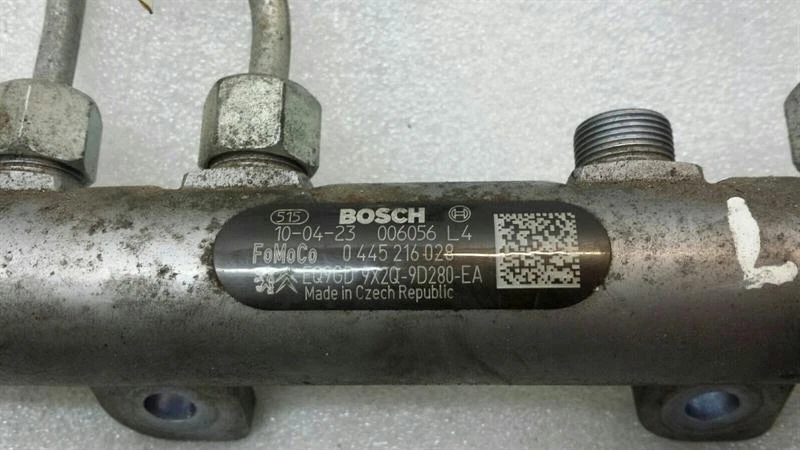 515 BOSCH
10-04-23 006056 L4
FoMoCo 0 445 216 028
EQ9GD 9X2Q-9D280-EA
Made in Czech Republic
L